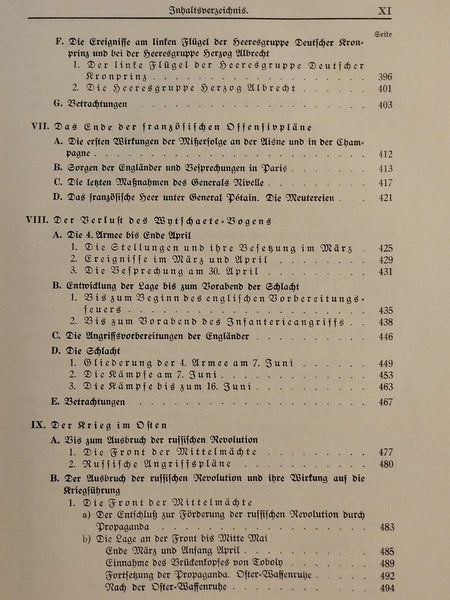 Inhaltsverzeichnis. XI
Seite
F. Die Ereignisse am linken Flügel der Heeresgruppe Deutscher Kron-
prinz und bei der Heeresgruppe Herzog Albrecht
1. Der linke Flügel der Heeresgruppe Deutscher
Kronprinz . . . . . . . . . . . . . . . . 396
2. Die Heeresgruppe Herzog Albrecht . . . . . . 401
G. Betrachtungen . . . . . . . . . . . . . . . . 403
VII. Das Ende der französischen Offensivpläne
A. Die ersten Wirkungen der Mißerfolge an der Aisne und in der Cham-
pagne . . . . . . . . . . . . . . . . 412
B. Sorgen der Engländer und Besprechungen in Paris . . . . . 413
C. Die letzten Maßnahmen des Generals Nivelle . . . . . . 417
D. Das französische Heer unter General Pétain. Die Meutereien . . 421
VIII. Der Verlust des Wytschaete-Bogens
A. Die 4. Armee bis Ende April
1. Die Stellungen und ihre Besetzung im März . 425
2. Ereignisse im März und April . . . . . . . 429
3. Die Besprechung am 30. April . . . . . . . . 431
B. Entwicklung der Lage bis zum Vorabend der Schlacht
1. Bis zum Beginn des englischen Vorbereitungs-
feuers . . . . . . . . . . . . . . . . 435
2. Bis zum Vorabend des Infanterieangriffs . . . 438
C. Die Angriffsvorbereitungen der Engländer . . . . . . . 446
D. Die Schlacht
1. Gliederung der 4. Armee am 7. Juni . . . . . . 449
2. Die Kämpfe am 7. Juni . . . . . . . . . . . 453
3. Die Kämpfe bis zum 16. Juni . . . . . . . . 463
E. Betrachtungen . . . . . . . . . . . . . . . . 467
IX. Der Krieg im Osten
A. Bis zum Ausbruch der russischen Revolution
1. Die Front der Mittelmächte . . . . . . . . . 477
2. Russische Angriffspläne . . . . . . . . . . . 480
B. Der Ausbruch der russischen Revolution und ihre Wirkung auf die
Kriegführung
1. Die Front der Mittelmächte
a) Der Entschluß zur Förderung der russischen Revolution durch
Propaganda . . . . . . . . . . . . . . . . 483
b) Die Lage an der Front bis Mitte Mai
Ende März und Anfang April . . . . . . . . . . 485
Einnahme des Brückenkopfes von Toboly . . . . . . 489
Fortsetzung der Propaganda. Oster-Waffenruhe . . . . 492
Nach der Oster-Waffenruhe . . . . . . . . . . . 494